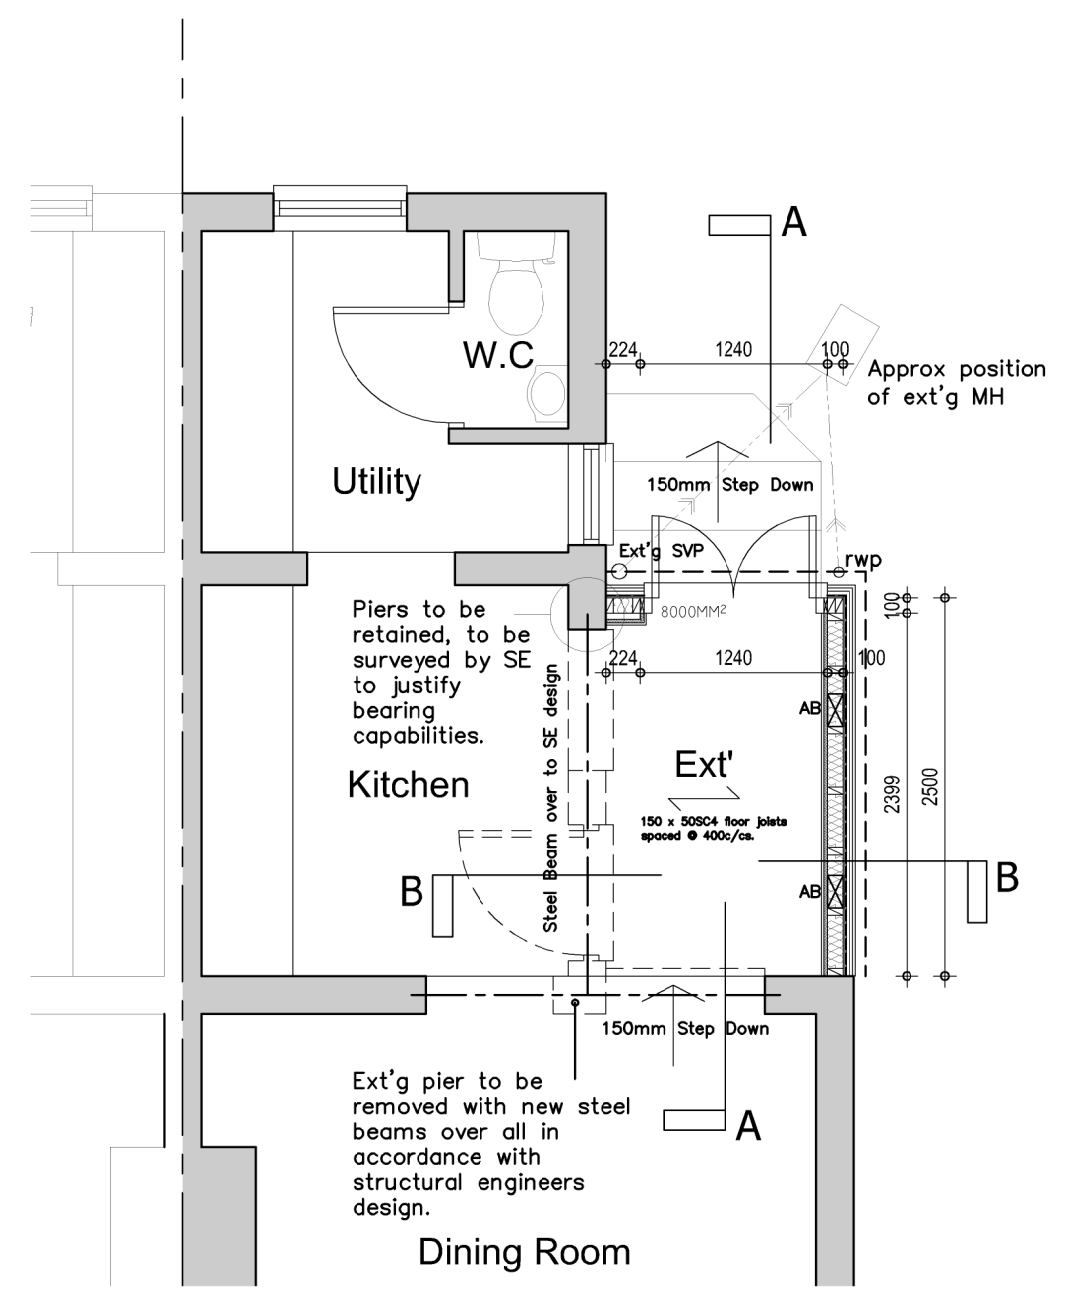 A
W.C
224
1240
100
Approx position
of ext'g MH
Utility
150mm Step Down
Ext'g SVP
rwp
Piers to be
retained, to be
surveyed by SE
to justify
bearing
capabilities.
8000MM²
100
224
1240
100
Steel Beam over to SE design
AB
Kitchen
Ext'
150 x 50SC4 floor joists
spaced @ 400c/cs.
2399
2500
B
AB
B
150mm Step Down
Ext'g pier to be
removed with new steel
beams over all in
accordance with
structural engineers
design.
A
Dining Room